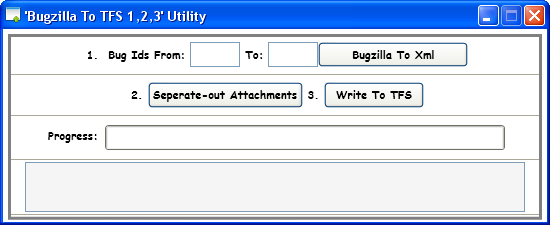 'Bugzilla To TFS 1,2,3' Utility
1. Bug Ids From: To: Bugzilla To Xml
2. Seperate-out Attachments 3. Write To TFS
Progress: